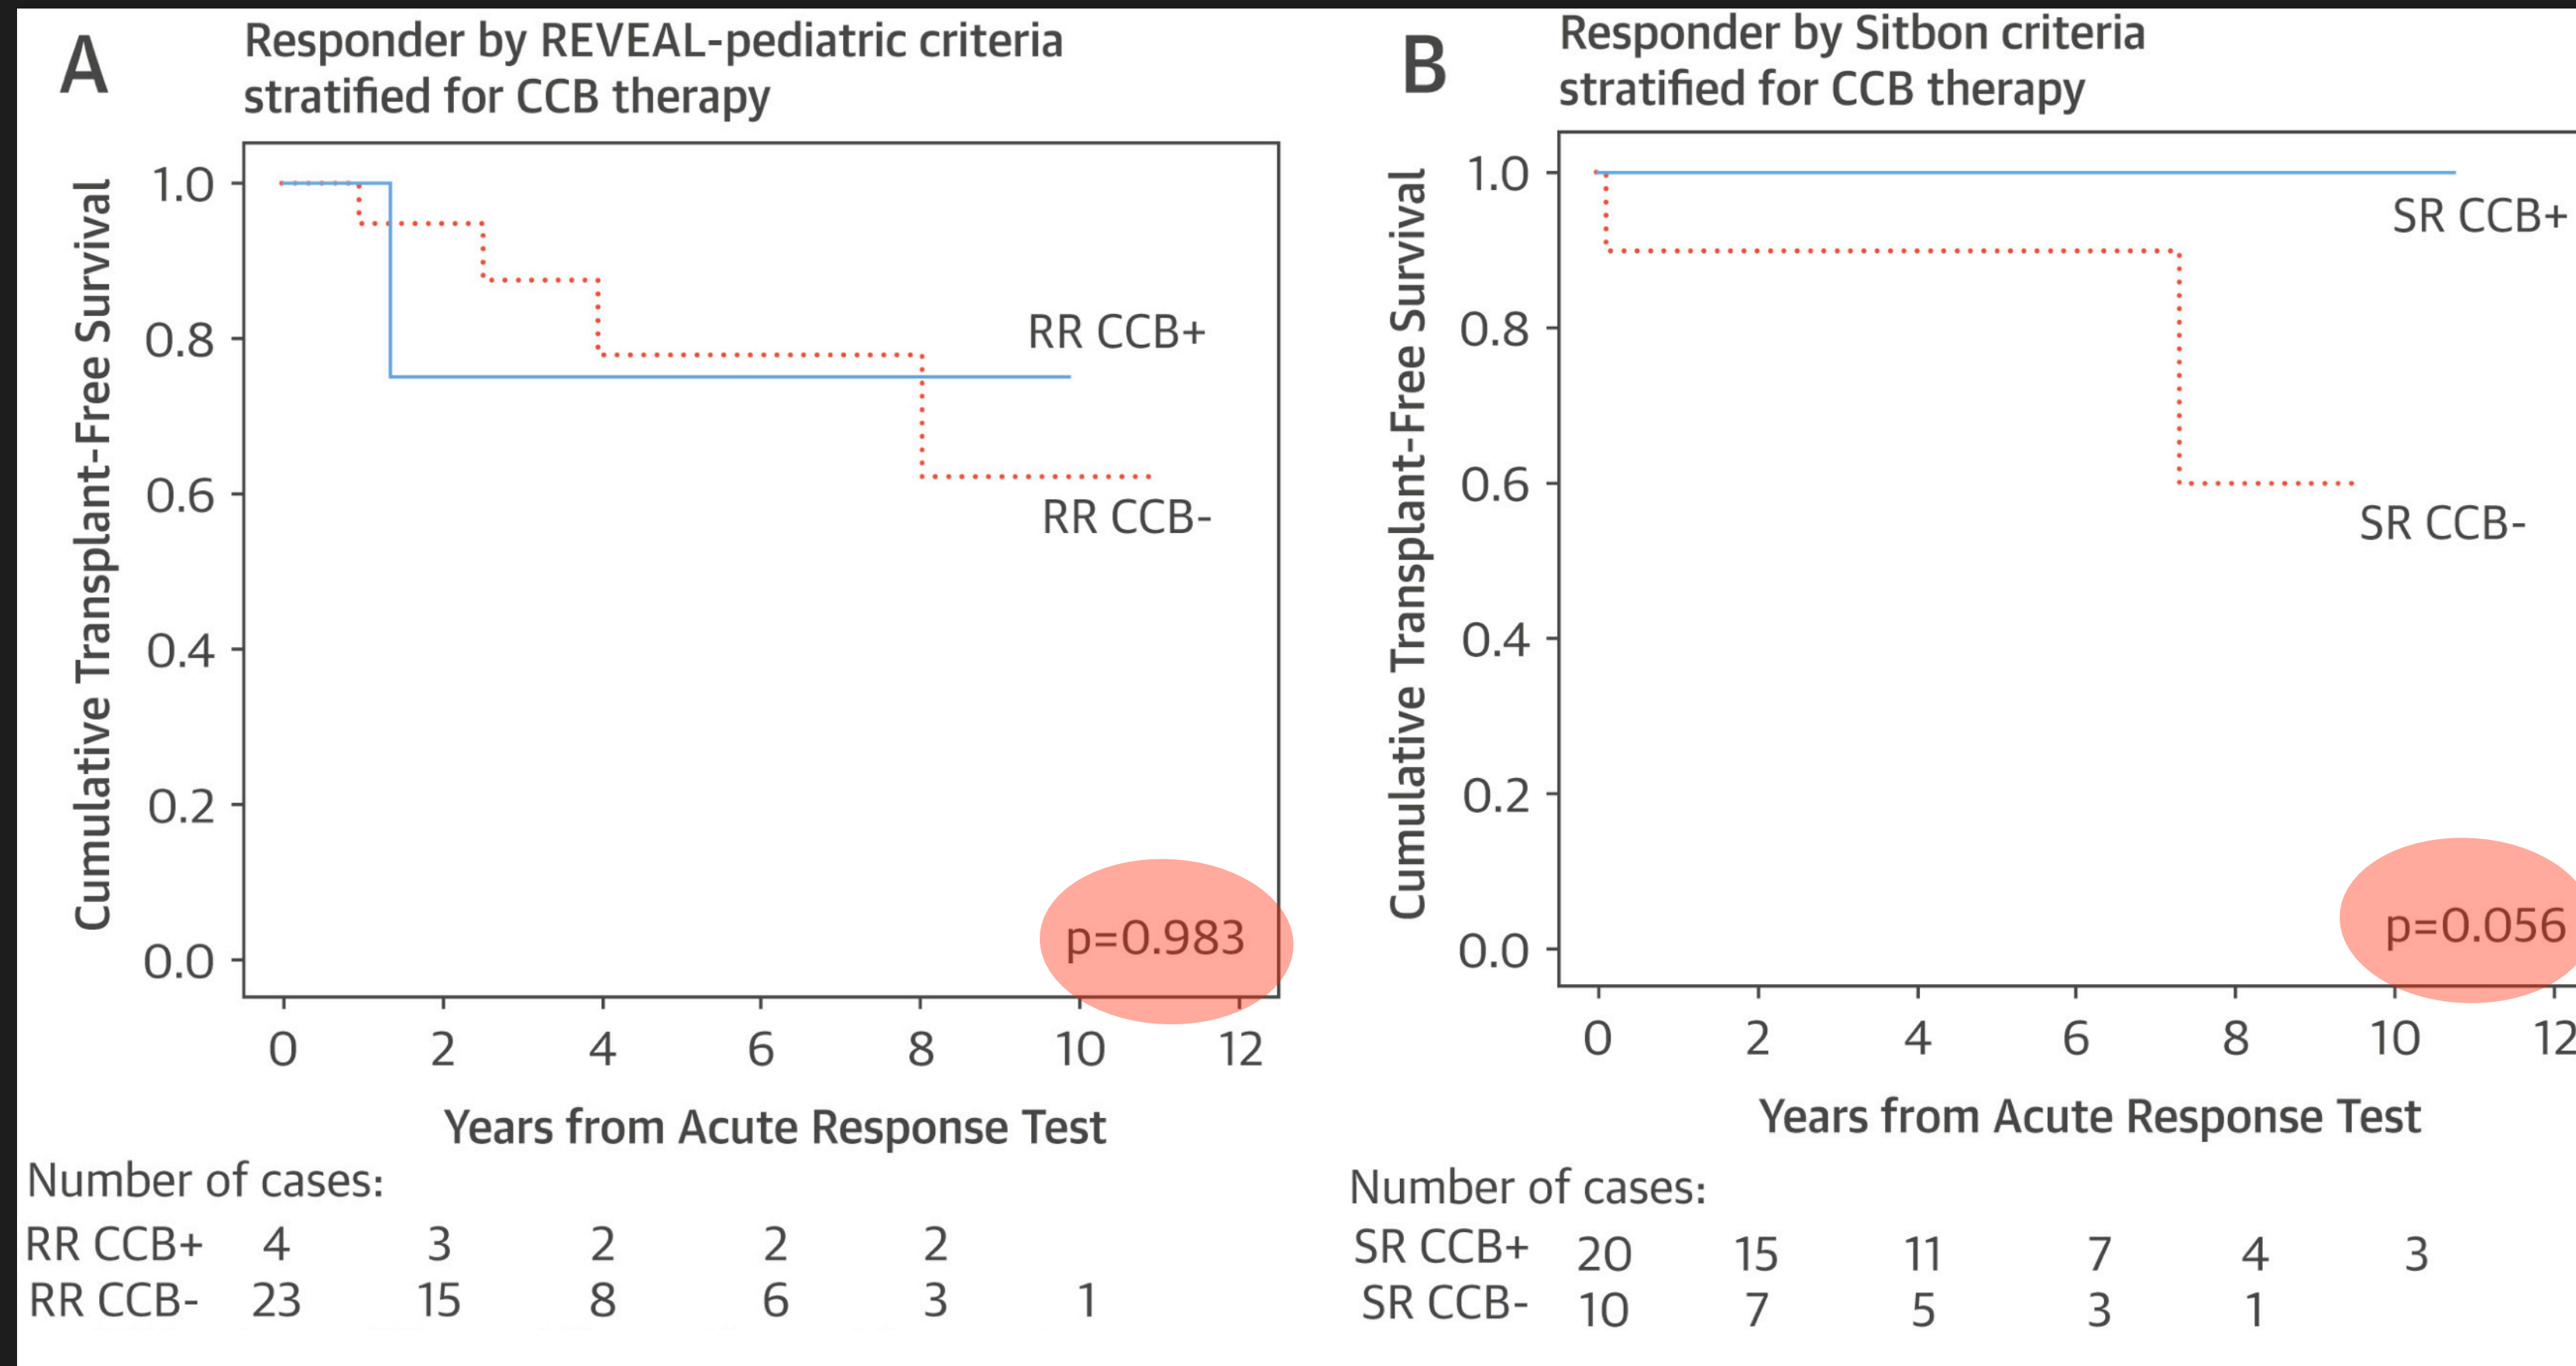 A
Responder by REVEAL-pediatric criteria
stratified for CCB therapy
Cumulative Transplant-Free Survival
1.0
0.8
0.6
0.4
0.2
0.0
RR CCB+
RR CCB-
p=0.983
0 2 4 6 8 10 12
Years from Acute Response Test
Number of cases:
RR CCB+ 4 3 2 2 2
RR CCB- 23 15 8 6 3 1
B
Responder by Sitbon criteria
stratified for CCB therapy
Cumulative Transplant-Free Survival
1.0
0.8
0.6
0.4
0.2
0.0
SR CCB+
SR CCB-
p=0.056
0 2 4 6 8 10 12
Years from Acute Response Test
Number of cases:
SR CCB+ 20 15 11 7 4 3
SR CCB- 10 7 5 3 1